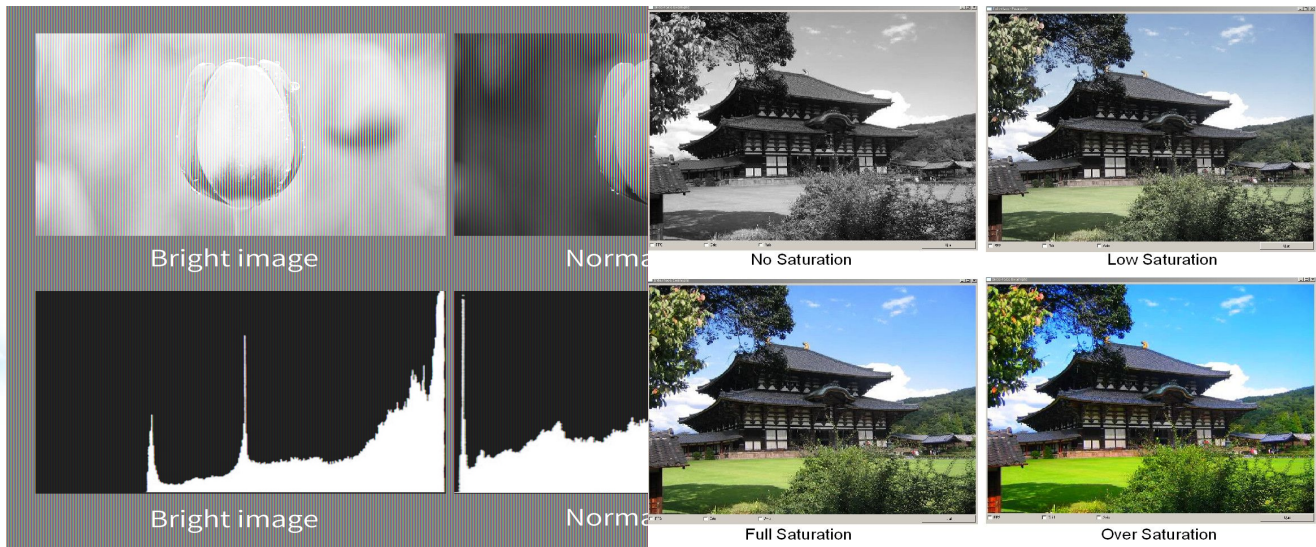 Bright image
Norma
Bright image
Norma
No Saturation
Low Saturation
Full Saturation
Over Saturation